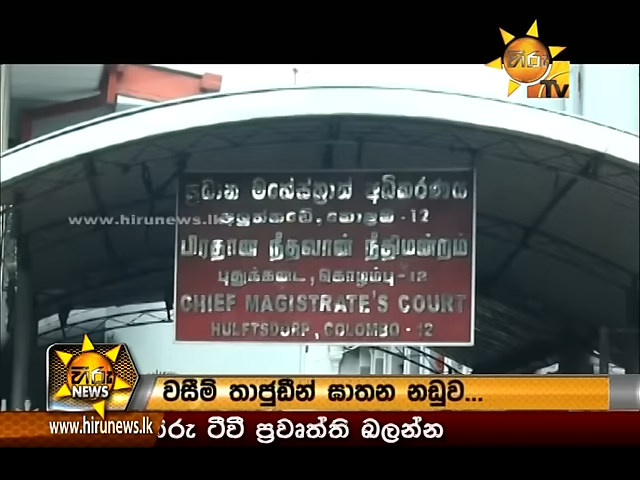 හිරු
TV
ප්‍රධාන මහේස්ත්‍රාත් අධිකරණය
www.hirunews.lk
අලුත්කඩේ, කොළඹ - 12
பிரதான நீதவான் நீதிமன்றம்
புதுக்கடை, கொழும்பு - 12
CHIEF MAGISTRATE'S COURT
HULFTSDORP, COLOMBO - 12
හිරු
NEWS
වසීම් තාජුඩීන් ඝාතන නඩුව...
www.hirunews.lk
හිරු ටීවී ප්‍රවෘත්ති බලන්න